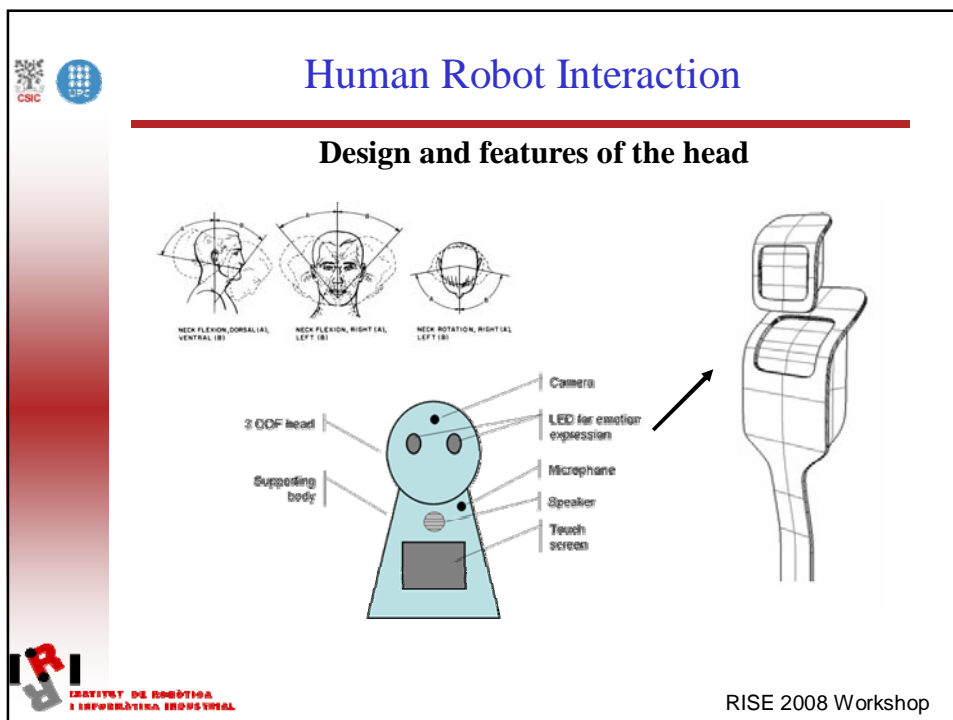 CSIC
UPC
Human Robot Interaction
Design and features of the head
NECK FLEXION, DORSAL (A),
VENTRAL (B)
NECK FLEXION, RIGHT (A),
LEFT (B)
NECK ROTATION, RIGHT (A),
LEFT (B)
A
B
A
B
A
B
DOF head
Supporting
body
Camera
LED for emotion
expression
Microphone
Speaker
Touch
screen
IRI
INSTITUT DE ROBÒTICA
I INFORMÀTICA INDUSTRIAL
RISE 2008 Workshop